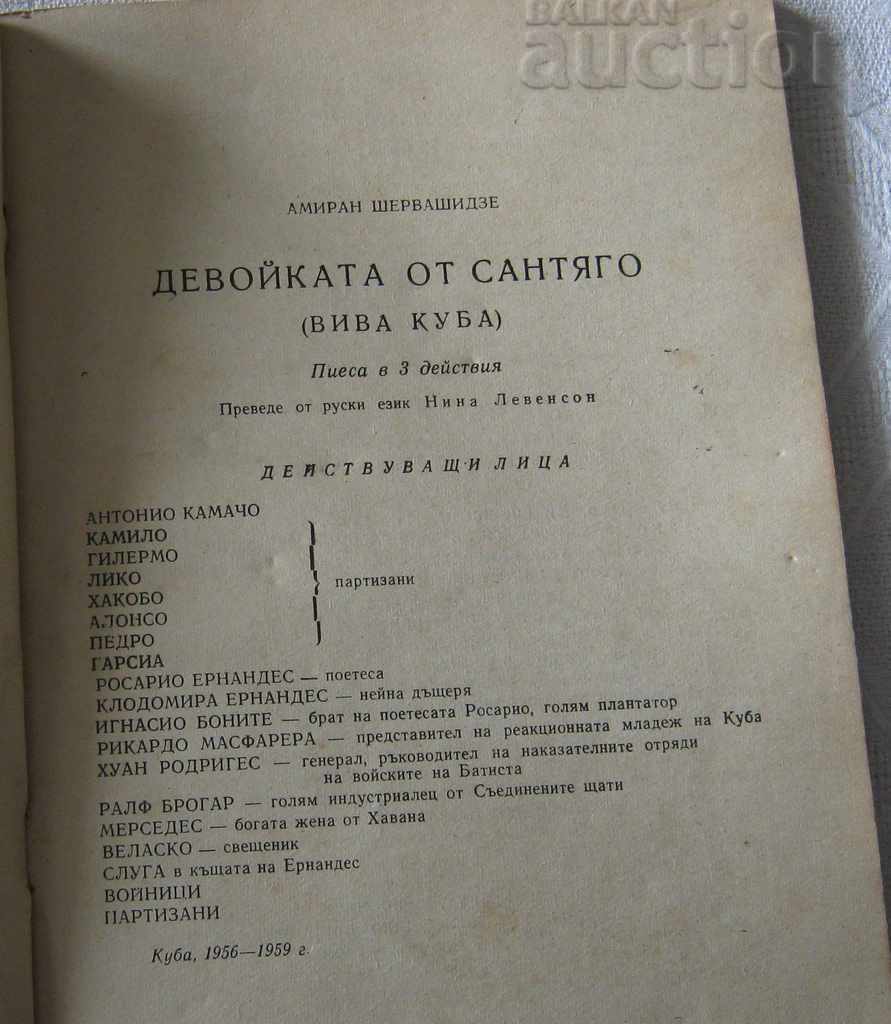 BALKAN
auction
АМИРАН ШЕРВАШИДЗЕ
ДЕВОЙКАТА ОТ САНТЯГО
(ВИВА КУБА)
Пиеса в 3 действия
Преведе от руски език Нина Левенсон
ДЕЙСТВУВАЩИ ЛИЦА
АНТОНИО КАМАЧО
КАМИЛО
ГИЛЕРМО
ЛИКО
партизани
ХАКОБО
АЛОНСО
ПЕДРО
ГАРСИА
РОСАРИО ЕРНАНДЕС — поетеса
КЛОДОМИРА ЕРНАНДЕС — нейна дъщеря
ИГНАСИО БОНИТЕ — брат на поетесата Росарио, голям плантатор
РИКАРДО МАСФАРЕРА — представител на реакционната младеж на Куба
ХУАН РОДРИГЕС — генерал, ръководител на наказателните отряди
на войските на Батиста
РАЛФ БРОГАР — голям индустриалец от Съединените щати
МЕРСЕДЕС — богата жена от Хавана
ВЕЛАСКО — свещеник
СЛУГА в къщата на Ернандес
ВОЙНИЦИ
ПАРТИЗАНИ
Куба, 1956—1959 г.